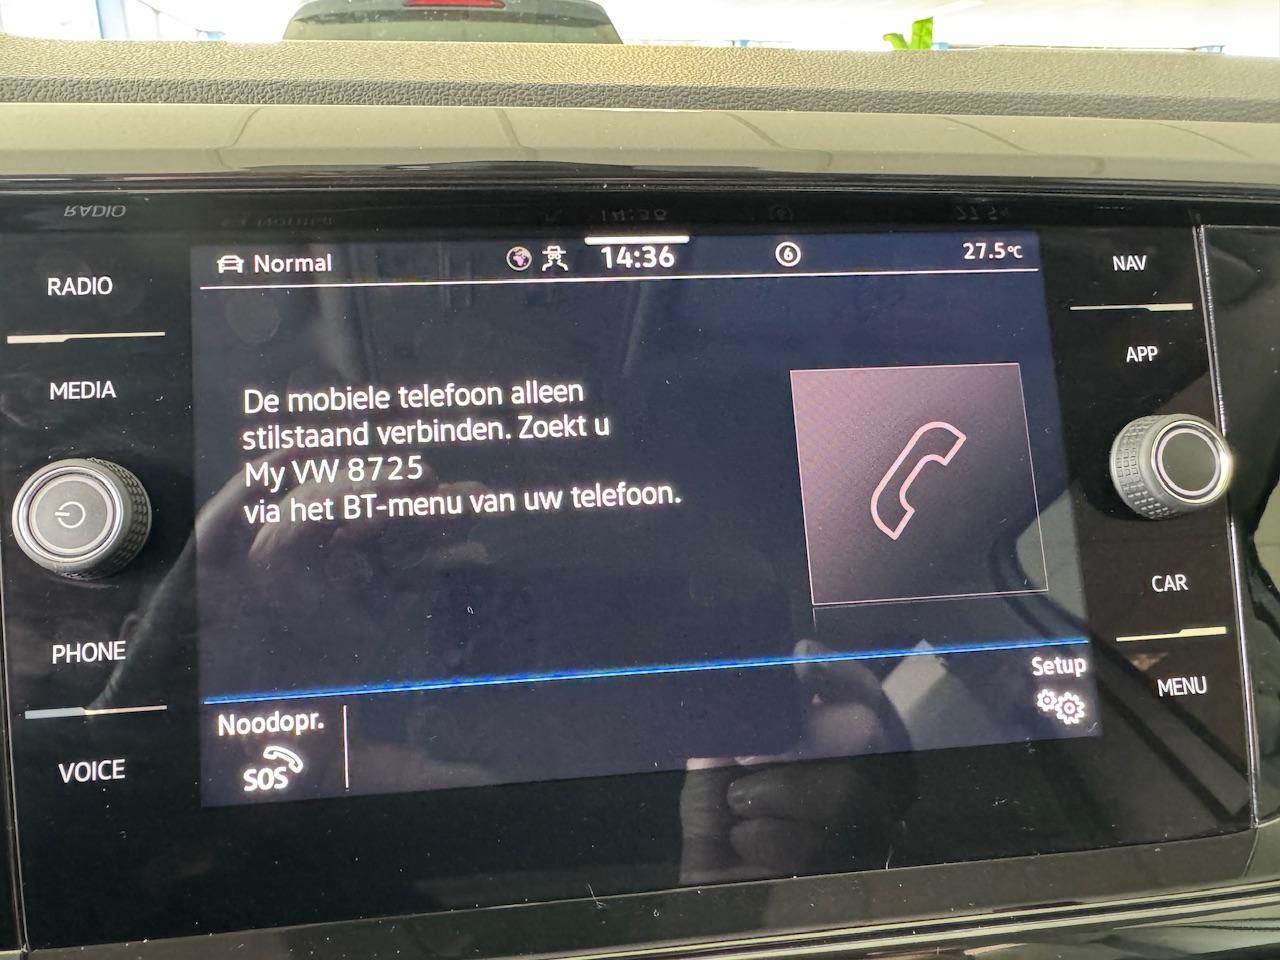 RADIO
Normal
14:36
6
27.5°C
NAV
RADIO
MEDIA
APP
De mobiele telefoon alleen
stilstaand verbinden. Zoekt u
My VW 8725
via het BT-menu van uw telefoon.
CAR
PHONE
Setup
MENU
Noodopr.
SOS
VOICE